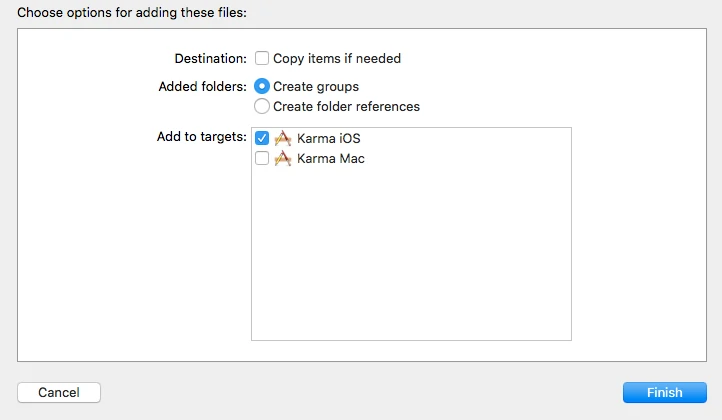 Choose options for adding these files:
Destination: Copy items if needed
Added folders: Create groups
Create folder references
Add to targets: Karma iOS
Karma Mac
Cancel Finish